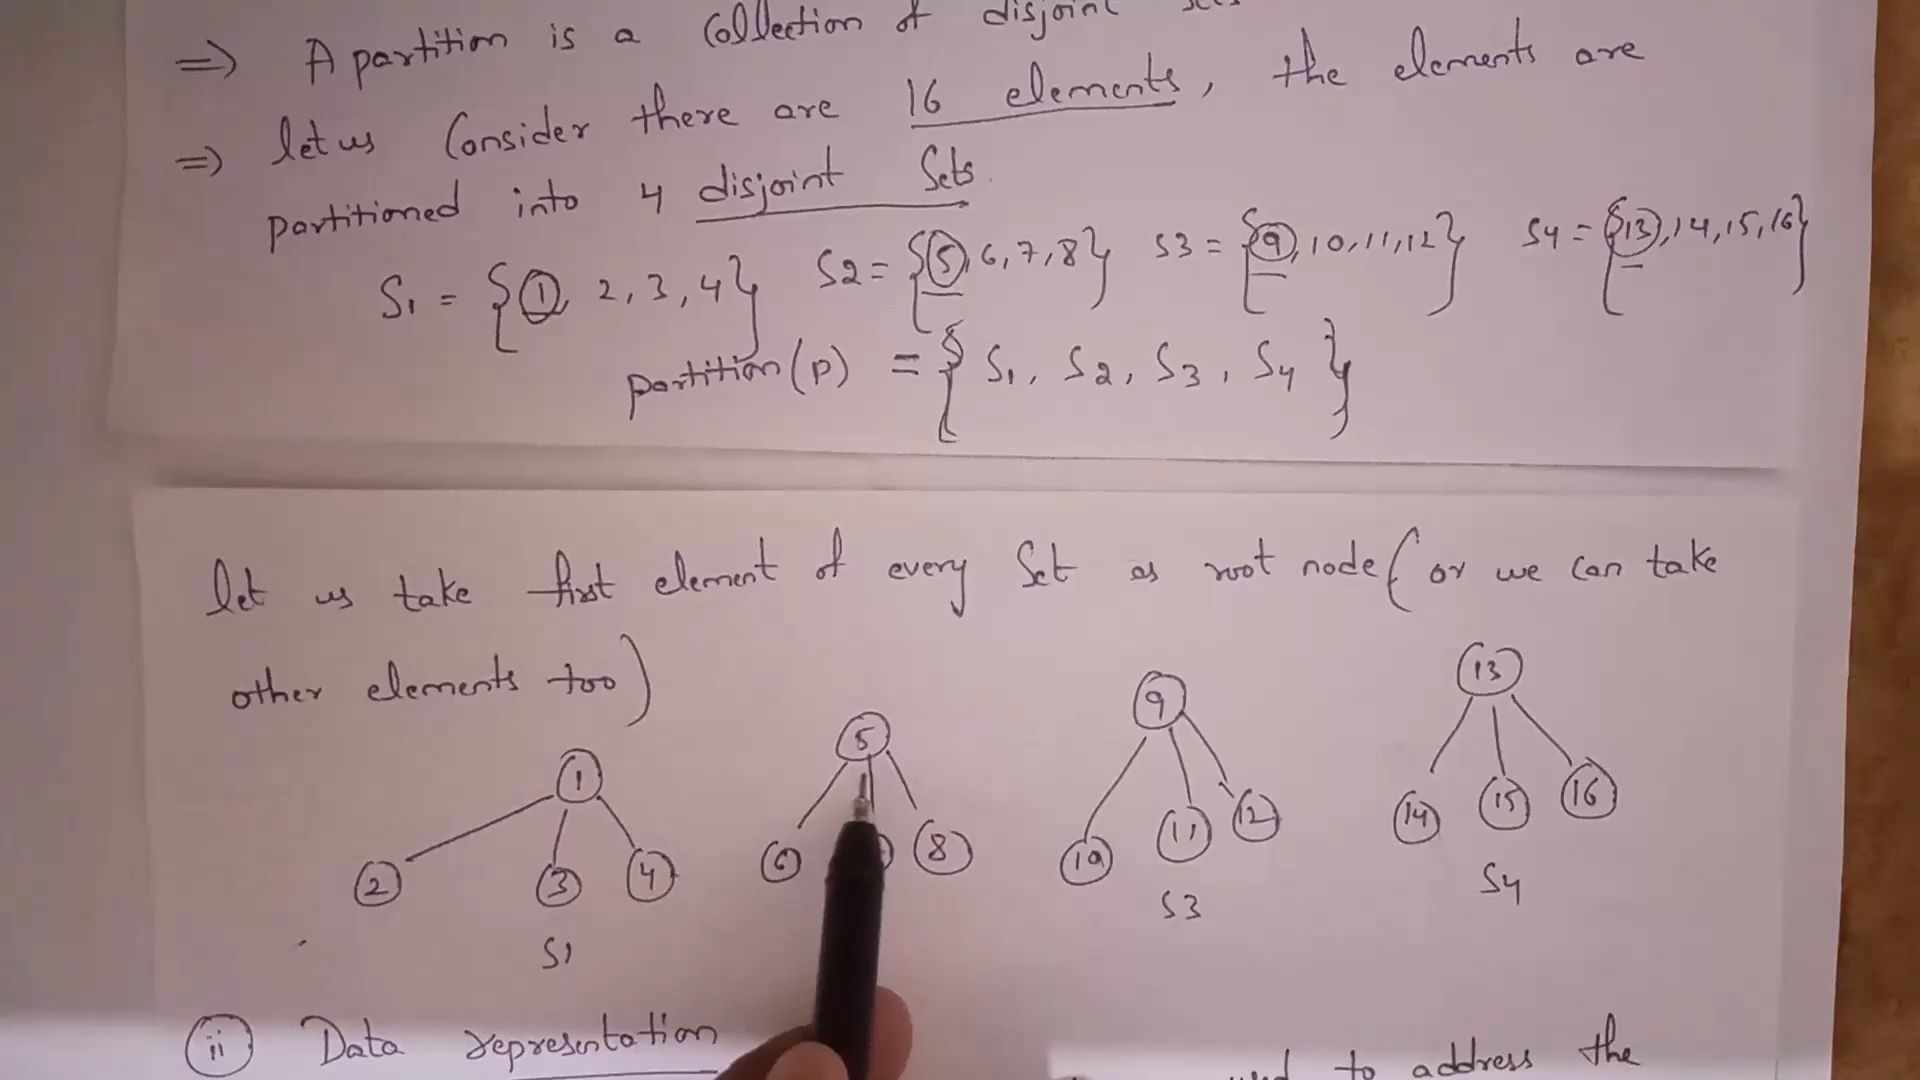 => A partition is a Collection of disjoint sets
=> let us Consider there are 16 elements, the elements are
partitioned into 4 disjoint Sets.
S1 = {1, 2, 3, 4} S2 = {5, 6, 7, 8} S3 = {9, 10, 11, 12} S4 = {13, 14, 15, 16}
partition(p) = { S1, S2, S3, S4 }
let us take first element of every Set as root node (or we can take
other elements too)
1 5 9 13
2 3 4 6 8 10 11 12 14 15 16
S1 S3 S4
ii Data representation
used to address the